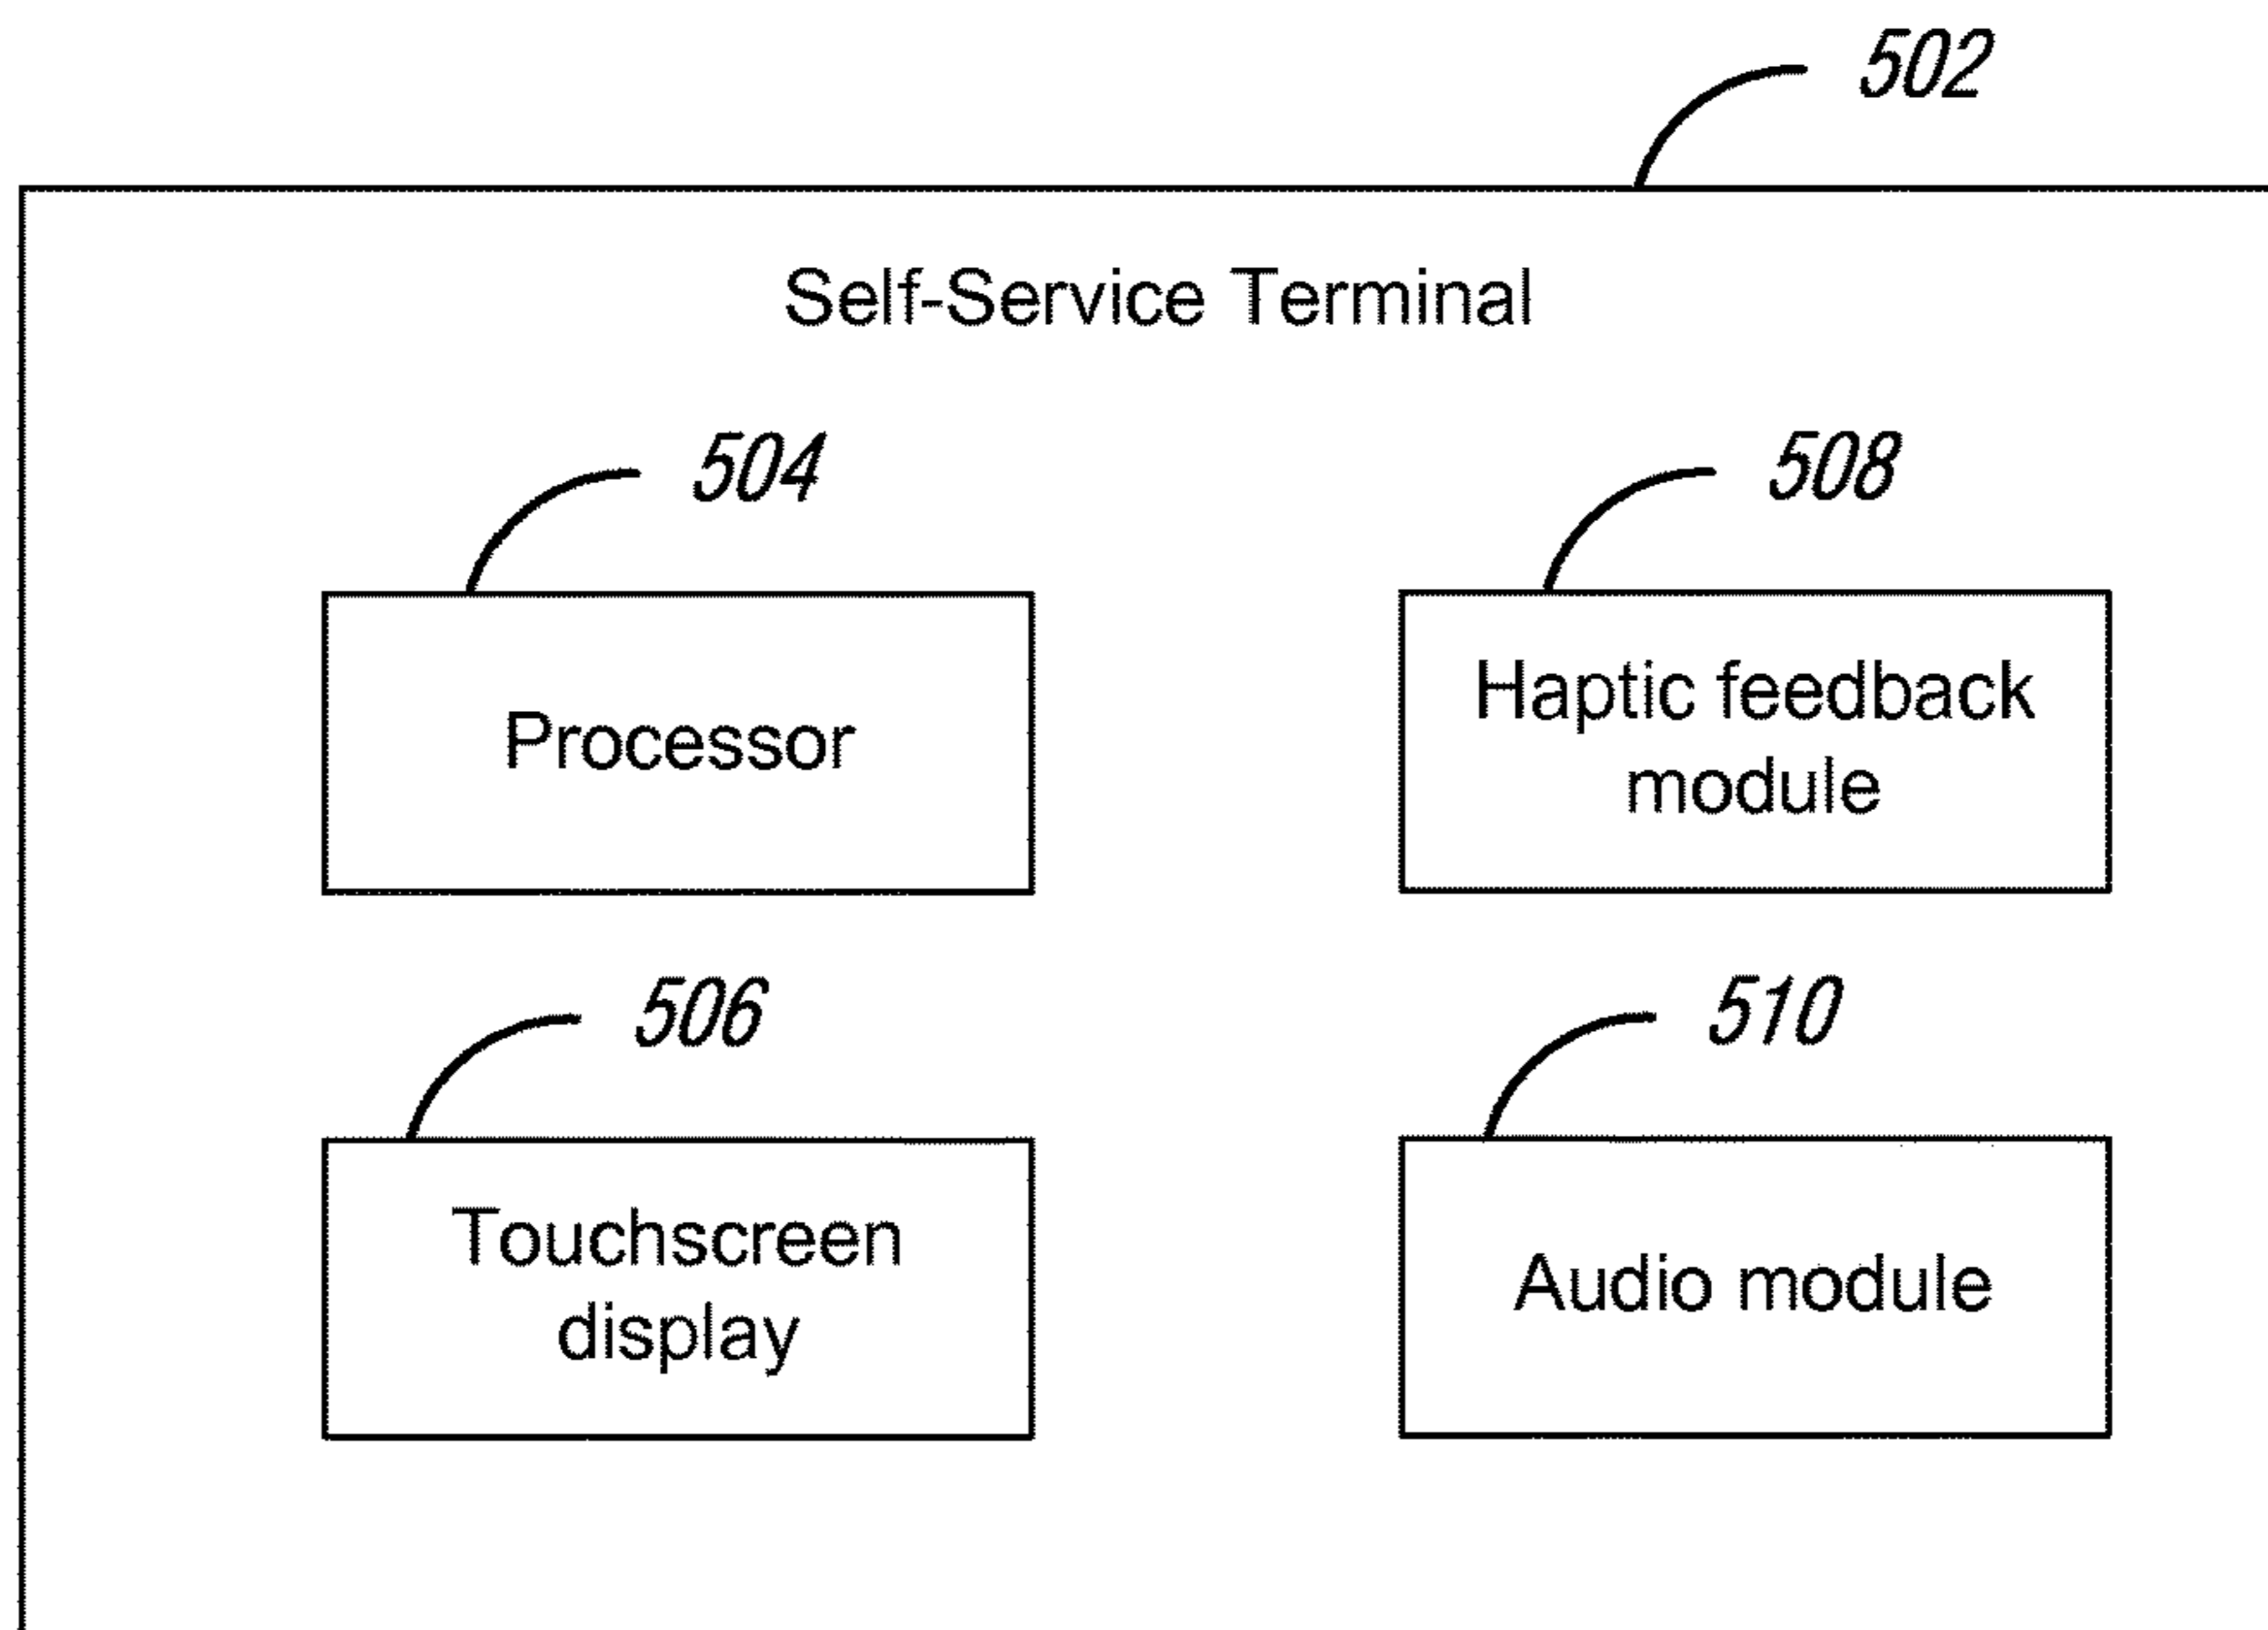 502
Self-Service Terminal
504
508
Processor
Haptic feedback
module
506
510
Touchscreen
display
Audio module